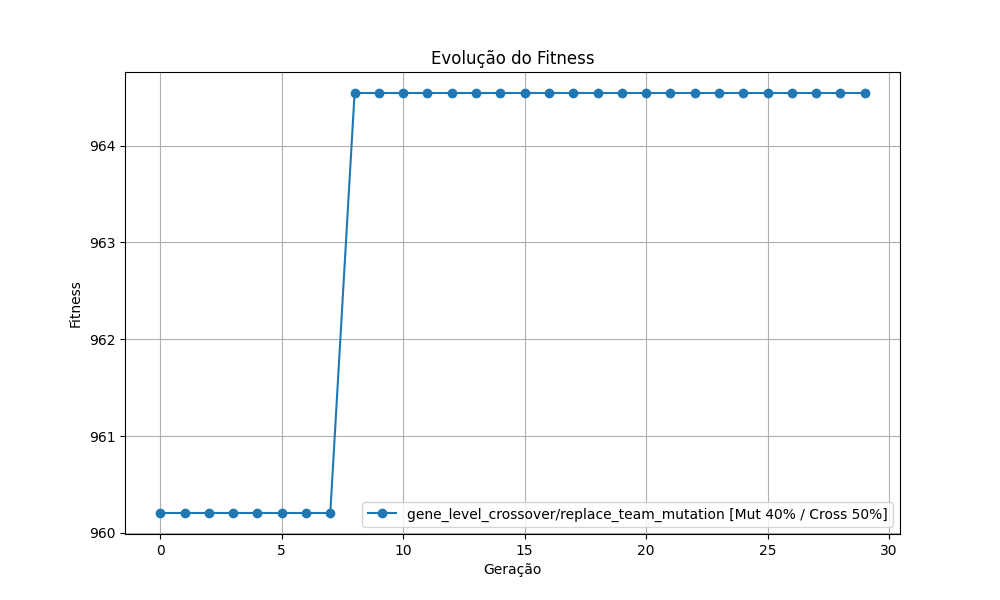 Evolução do Fitness
Fitness
964
963
962
961
960
gene_level_crossover/replace_team_mutation [Mut 40% / Cross 50%]
0 5 10 15 20 25 30
Geração